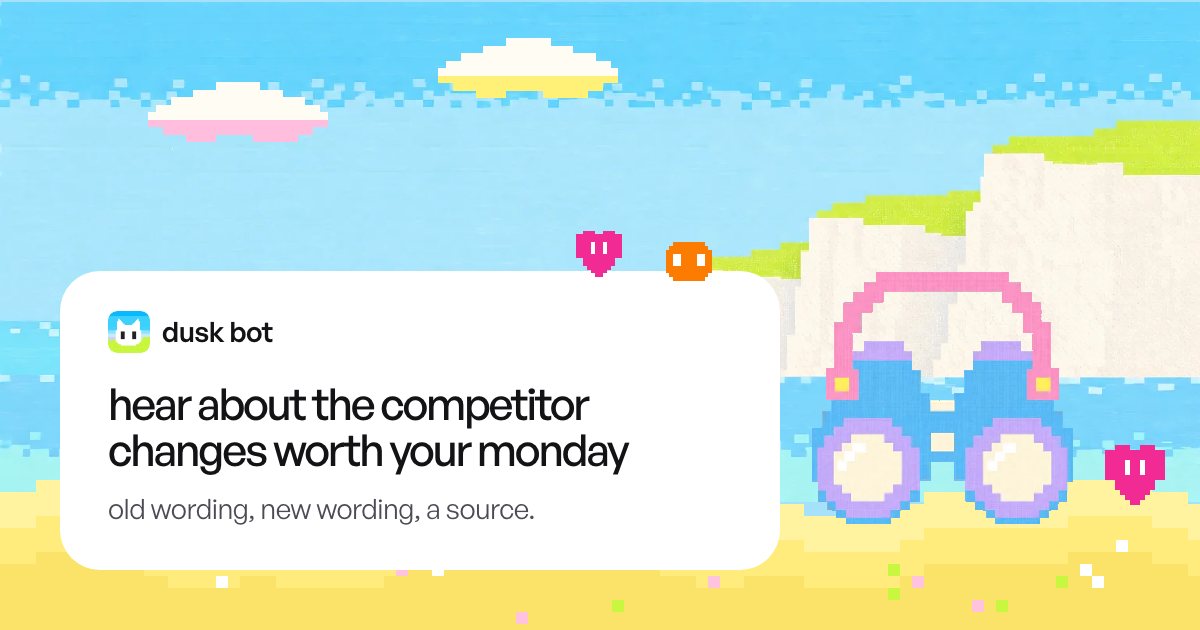 dusk bot
hear about the competitor
changes worth your monday
old wording, new wording, a source.